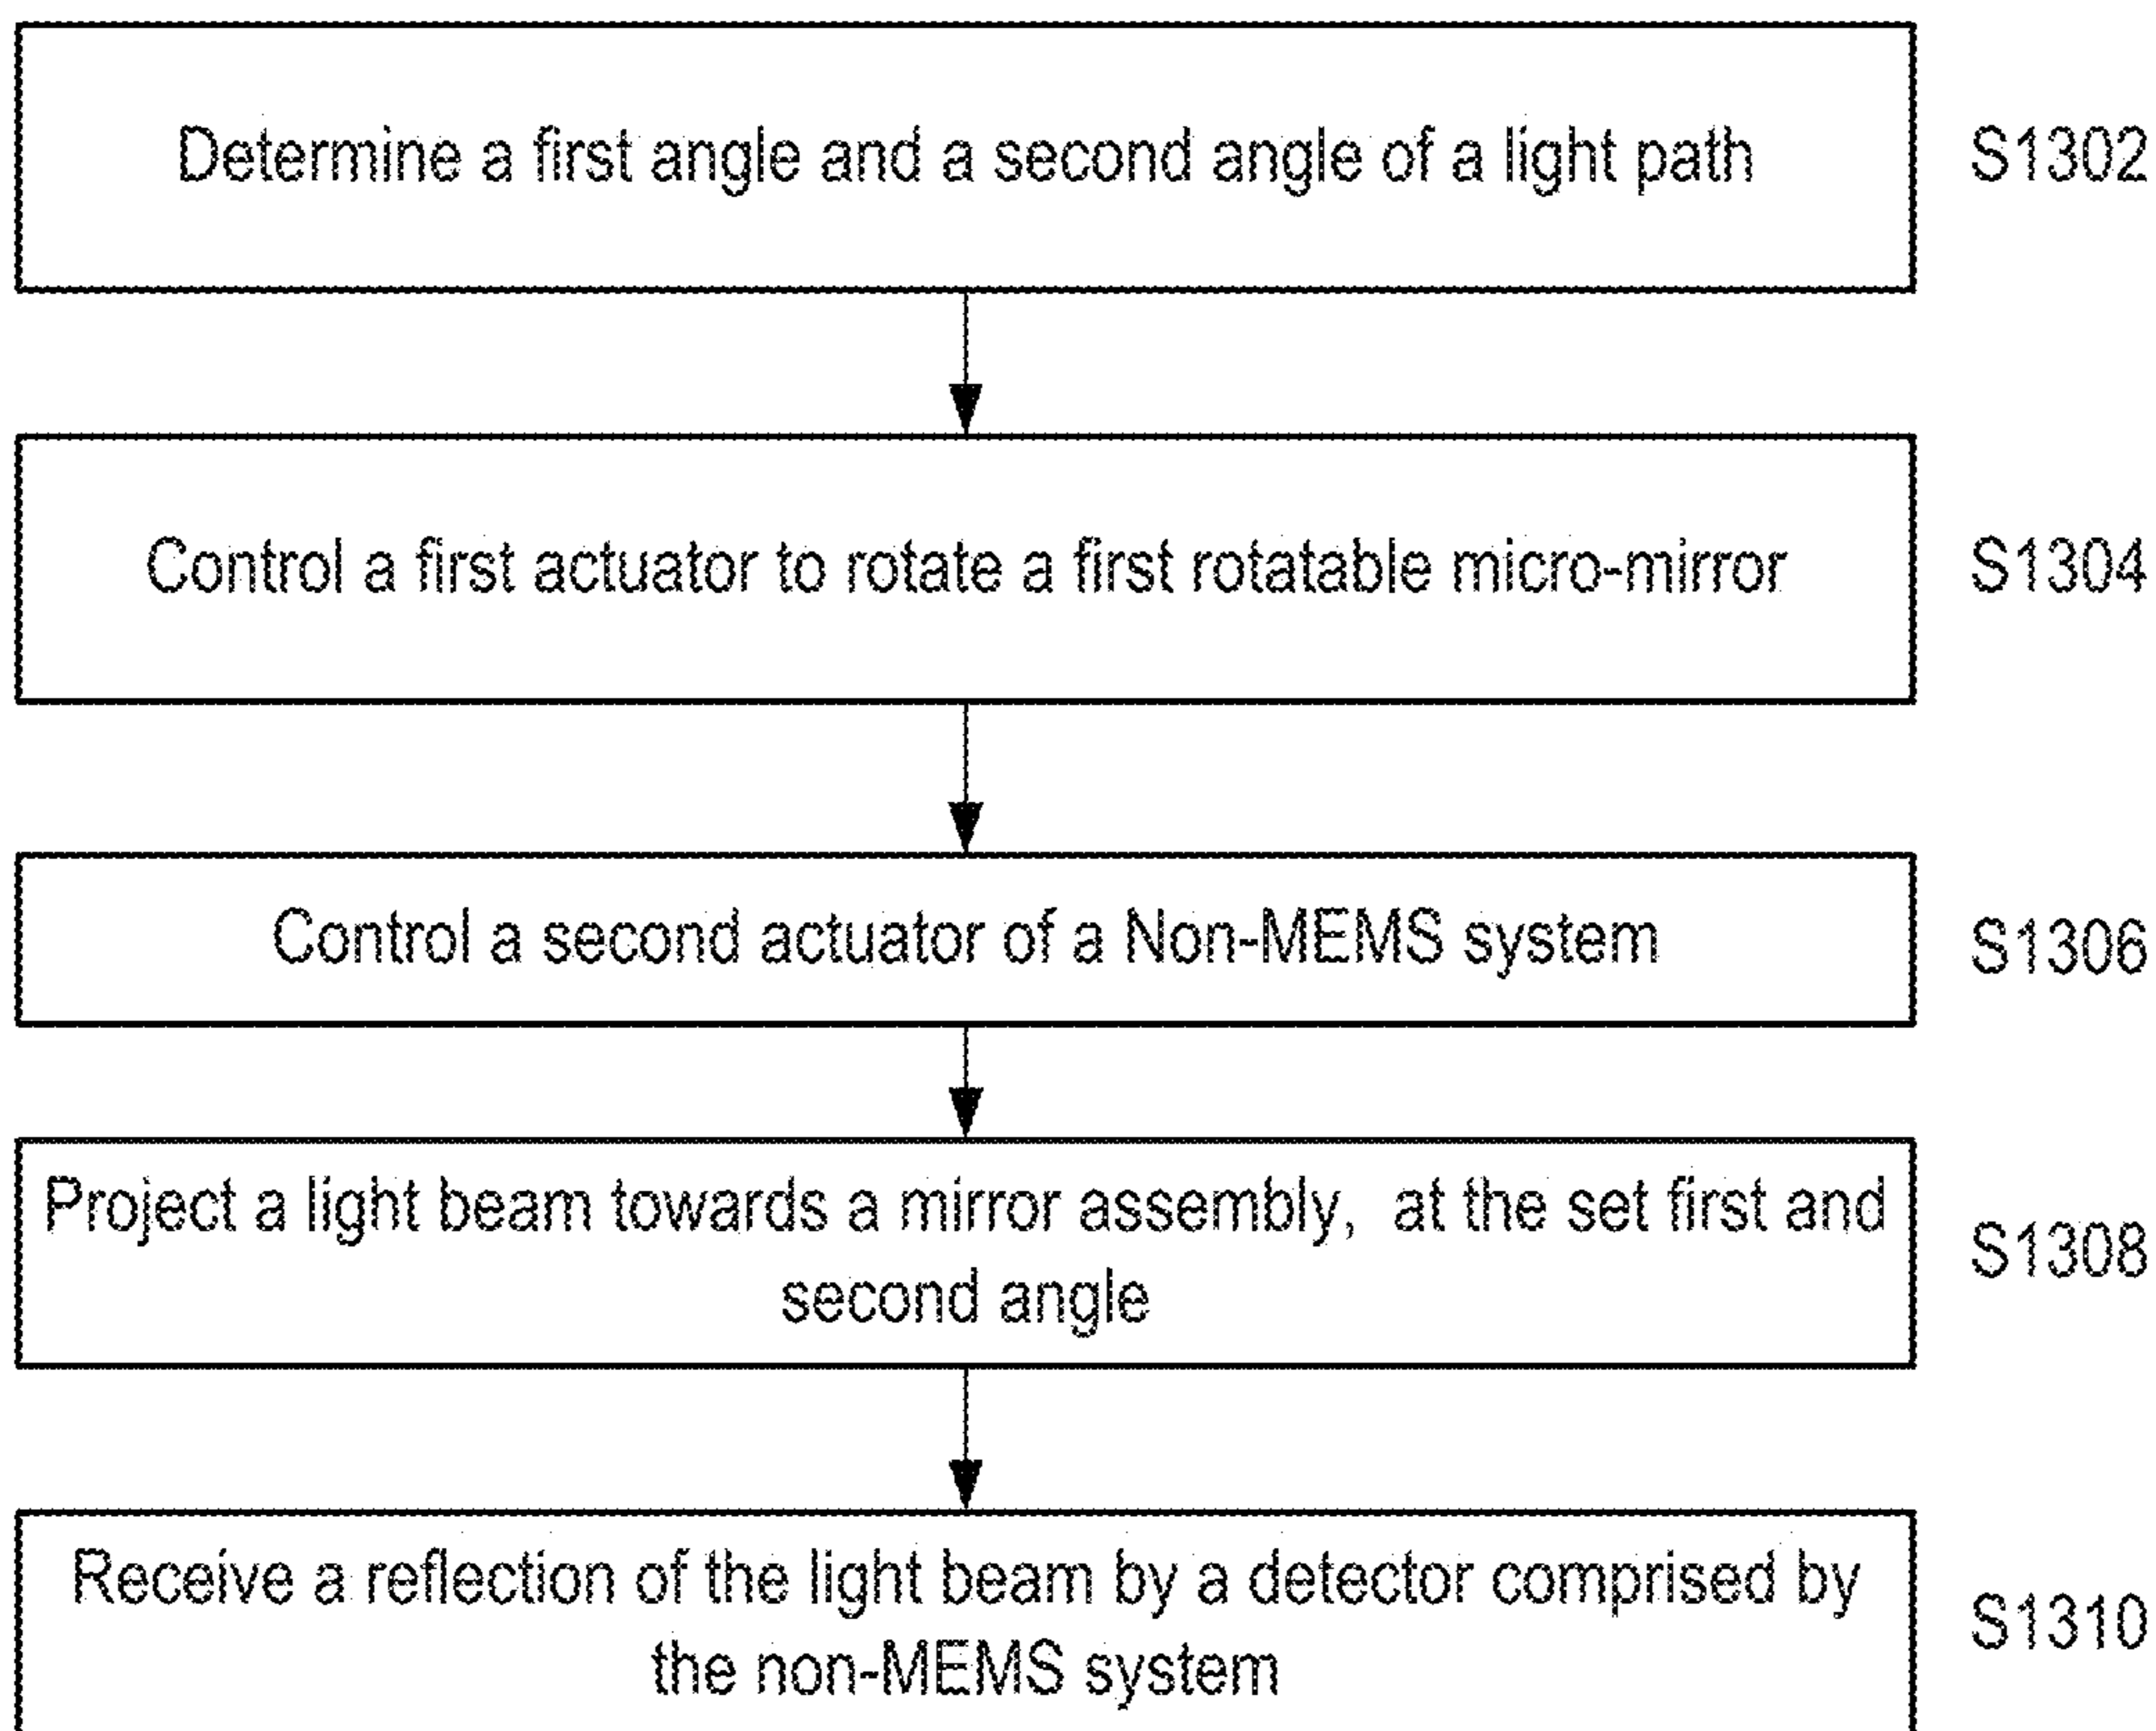 Determine a first angle and a second angle of a light path
S1302
Control a first actuator to rotate a first rotatable micro-mirror
S1304
Control a second actuator of a Non-MEMS system
S1306
Project a light beam towards a mirror assembly, at the set first and
second angle
S1308
Receive a reflection of the light beam by a detector comprised by
the non-MEMS system
S1310